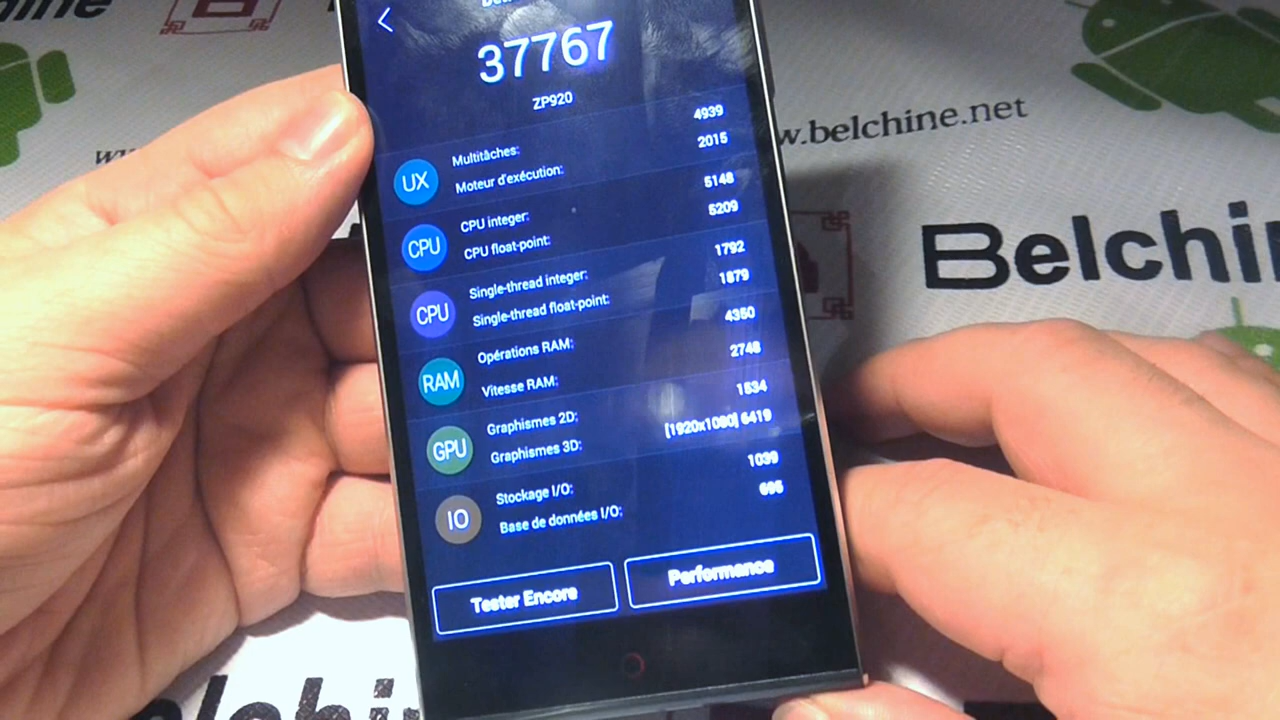 37767
ZP920
Multitâches: 4939
Moteur d'exécution: 2015
UX
CPU integer: 5148
CPU float-point: 5209
CPU
Single-thread integer: 1792
Single-thread float-point: 1879
CPU
Opérations RAM: 4350
Vitesse RAM: 2748
RAM
Graphismes 2D: 1534
Graphismes 3D: [1920x1080] 6419
GPU
Stockage I/O: 1039
Base de données I/O: 695
IO
Tester Encore
Performance
w.belchine.net
Belchin